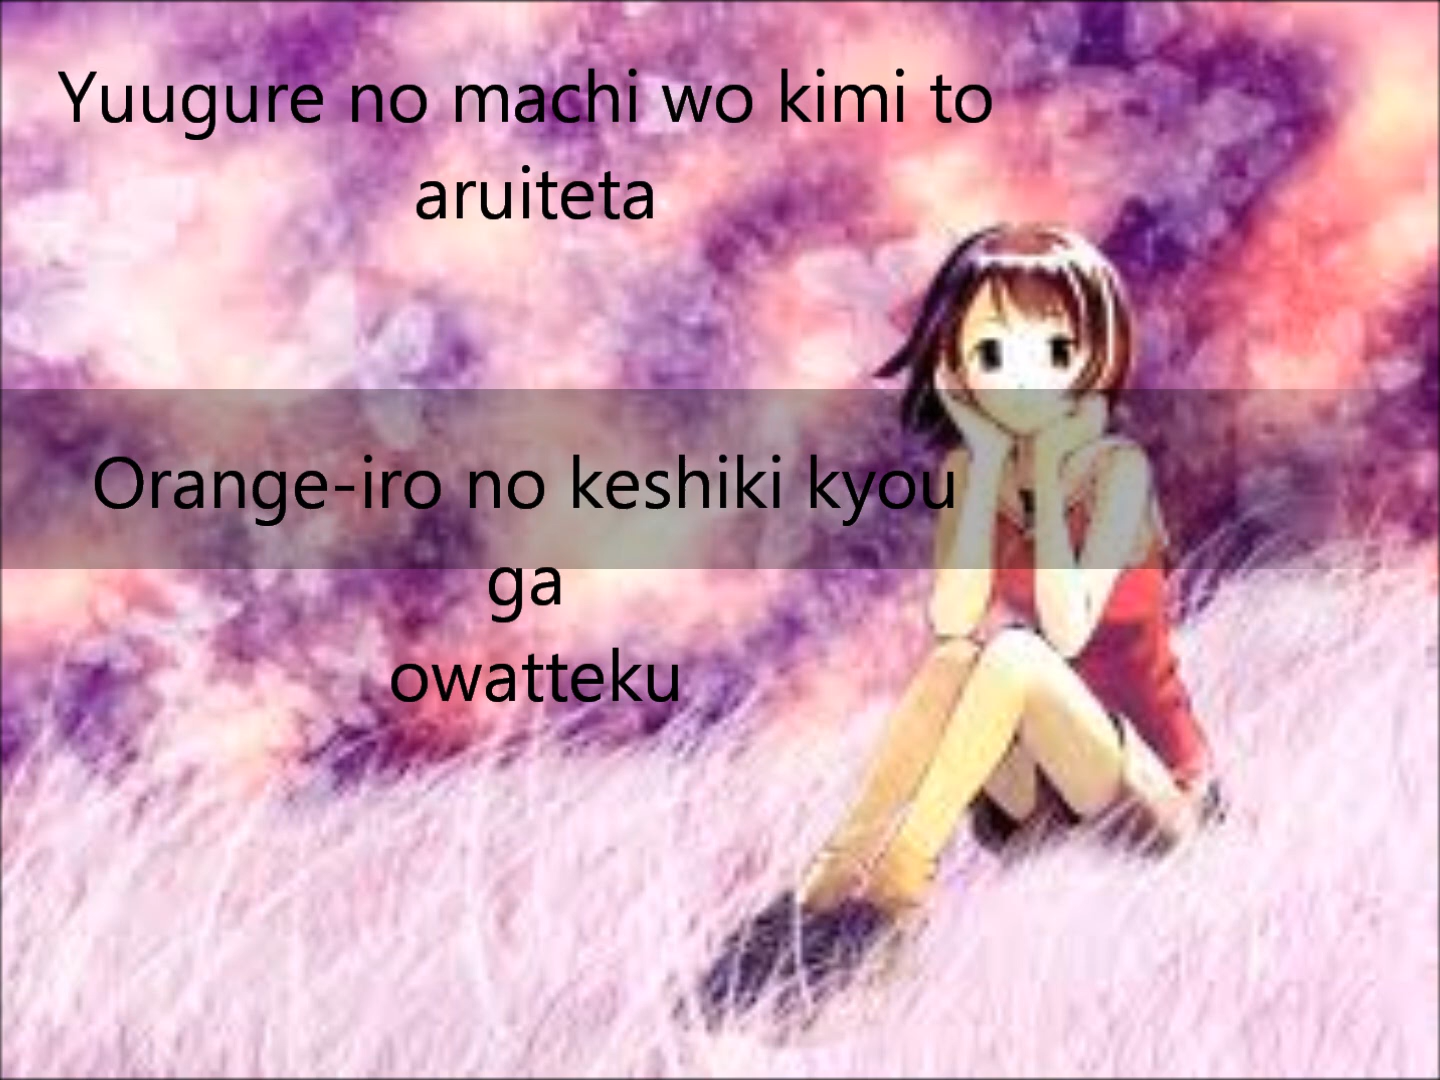 Yuugure no machi wo kimi to
aruiteta
Orange-iro no keshiki kyou
ga
owatteku